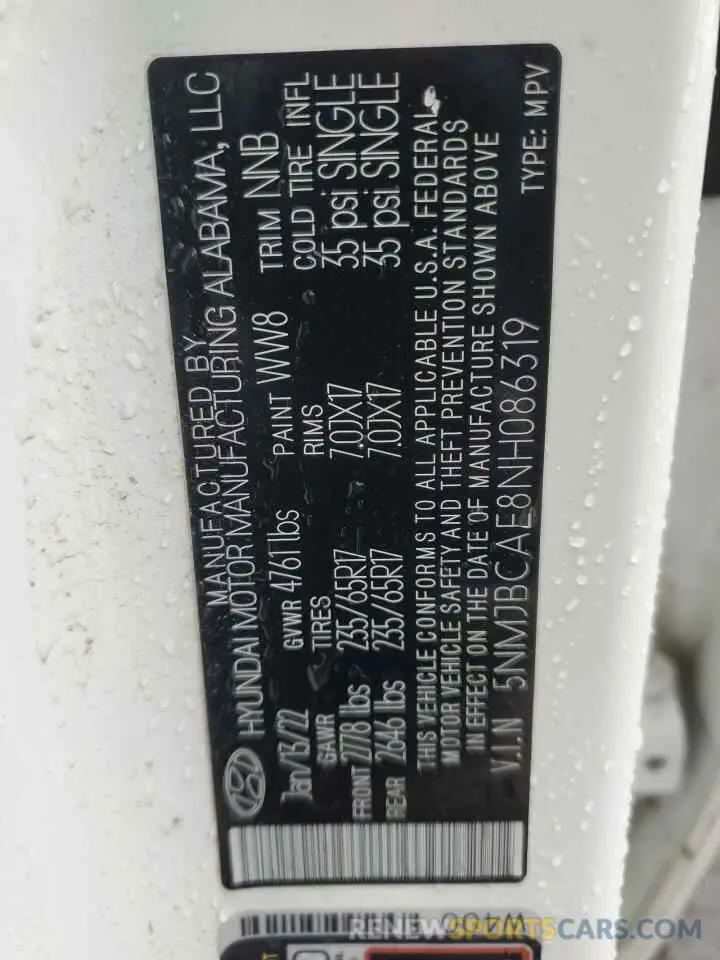 MANUFACTURED BY
HYUNDAI MOTOR MANUFACTURING ALABAMA, LLC
Jan/13/22 GVWR 4761 lbs PAINT WW8 TRIM NNB
GAWR TIRES RIMS COLD TIRE INFL
FRONT 2778 lbs 235/65R17 7.0JX17 35 psi SINGLE
REAR 2646 lbs 235/65R17 7.0JX17 35 psi SINGLE
THIS VEHICLE CONFORMS TO ALL APPLICABLE U.S.A. FEDERAL
MOTOR VEHICLE SAFETY AND THEFT PREVENTION STANDARDS
IN EFFECT ON THE DATE OF MANUFACTURE SHOWN ABOVE
V.I.N 5NMJBCAE8NH086319
TYPE: MPV
RENEWSPORTSCARS.COM